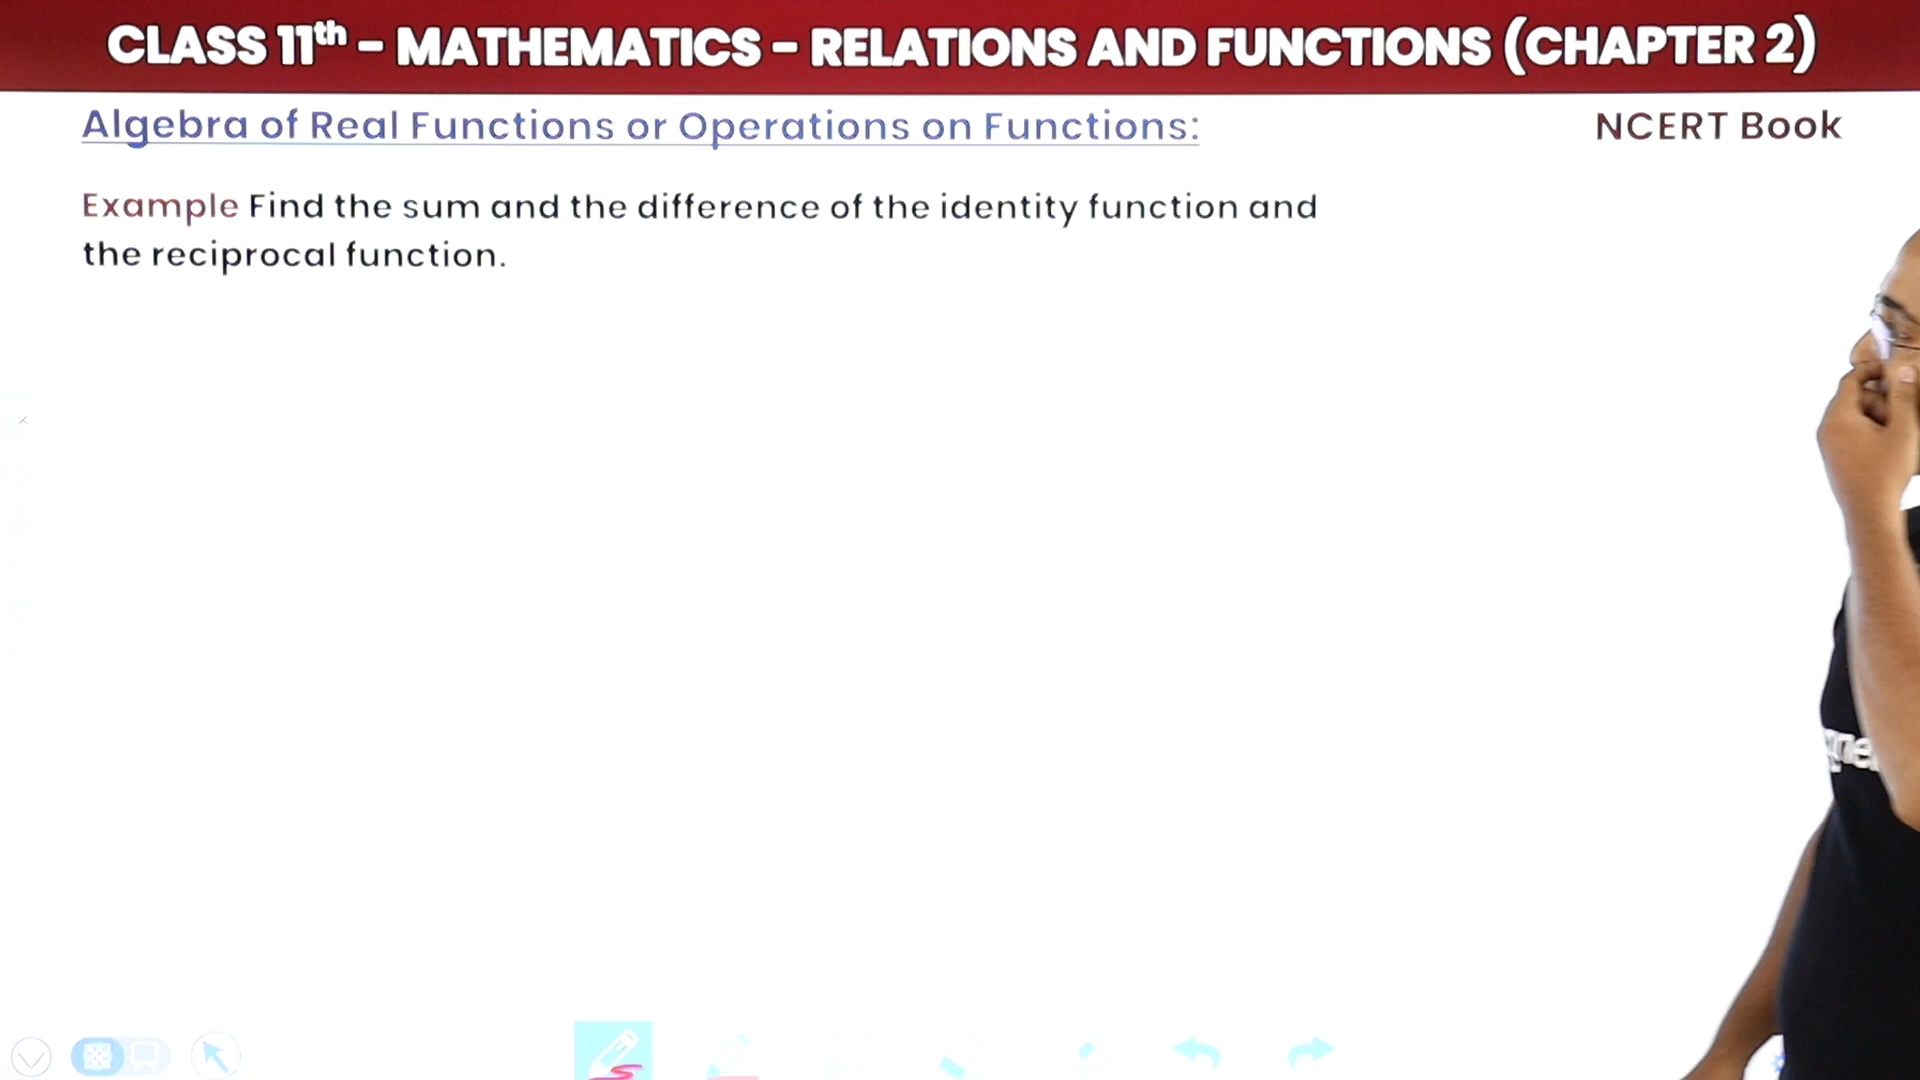 CLASS 11th – MATHEMATICS – RELATIONS AND FUNCTIONS (CHAPTER 2)
Algebra of Real Functions or Operations on Functions:
NCERT Book
Example Find the sum and the difference of the identity function and
the reciprocal function.